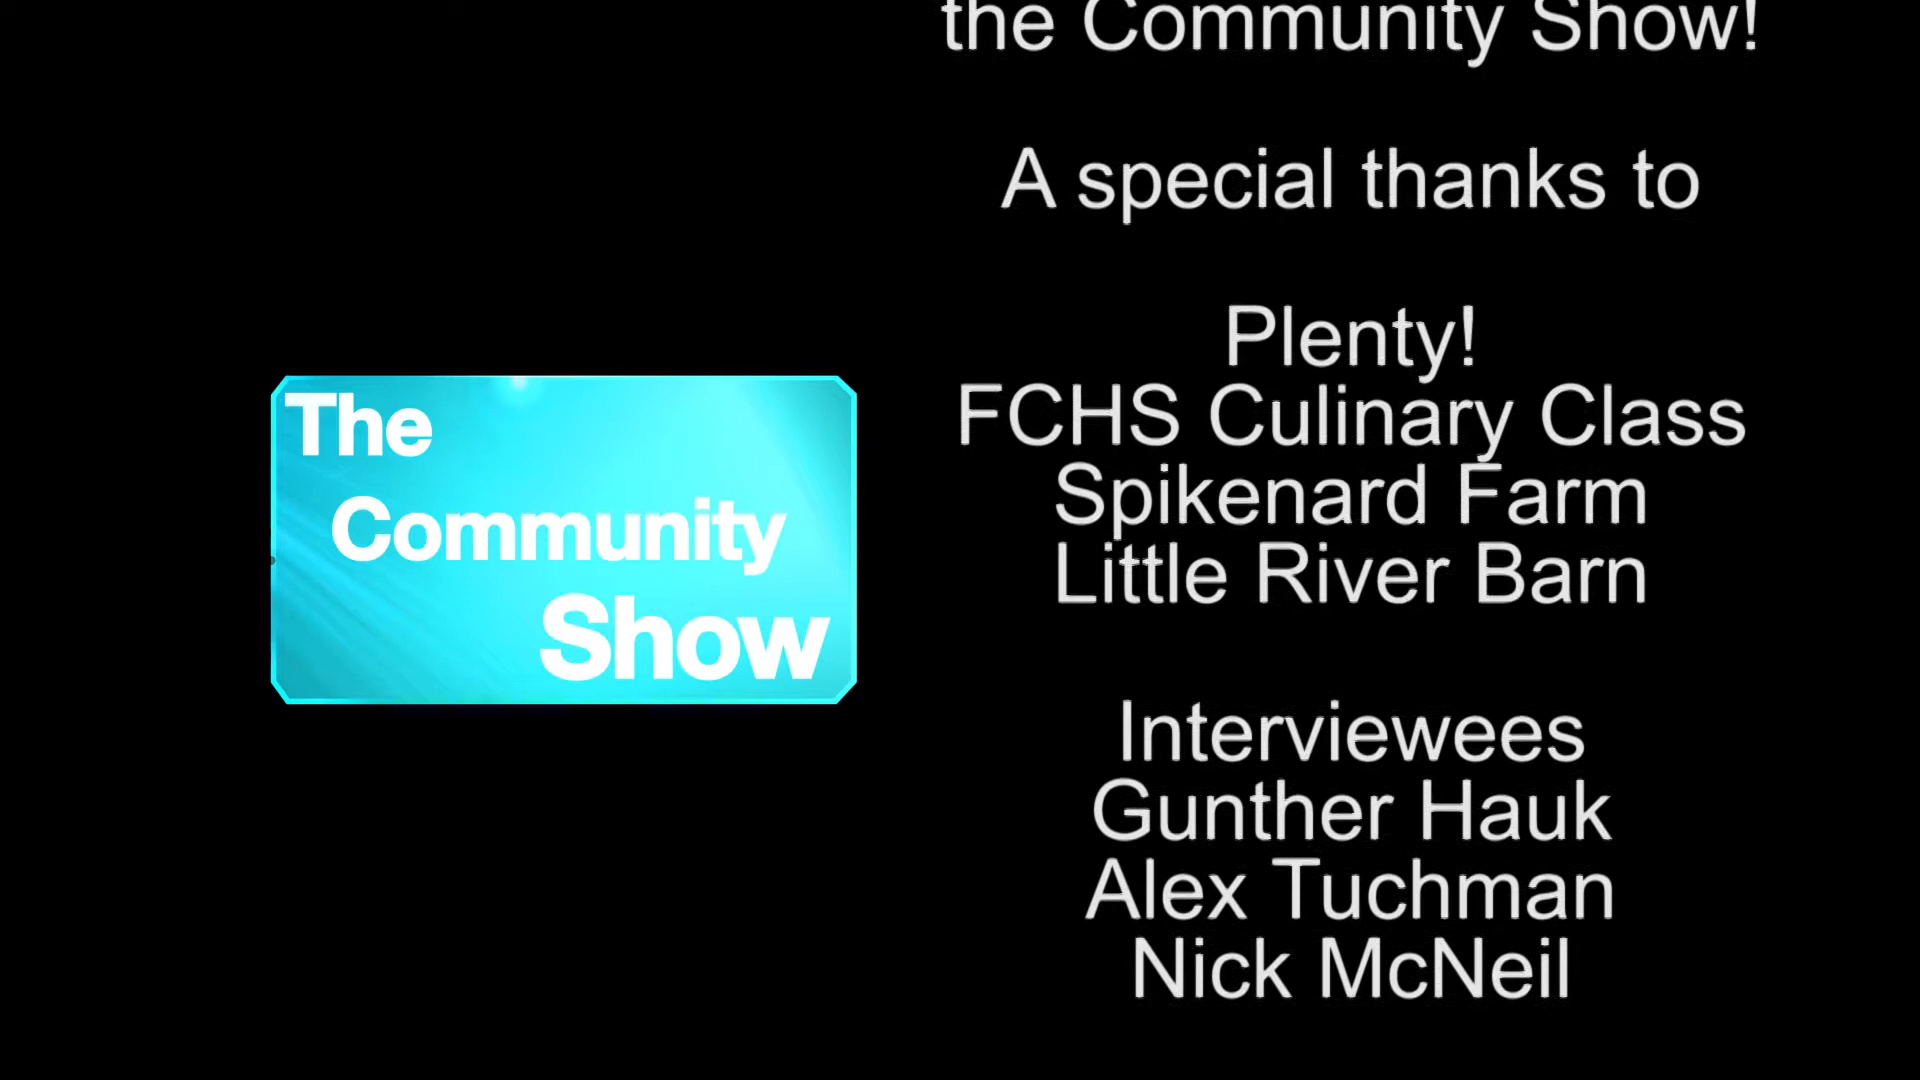 The
Community
Show
the Community Show!
A special thanks to
Plenty!
FCHS Culinary Class
Spikenard Farm
Little River Barn
Interviewees
Gunther Hauk
Alex Tuchman
Nick McNeil